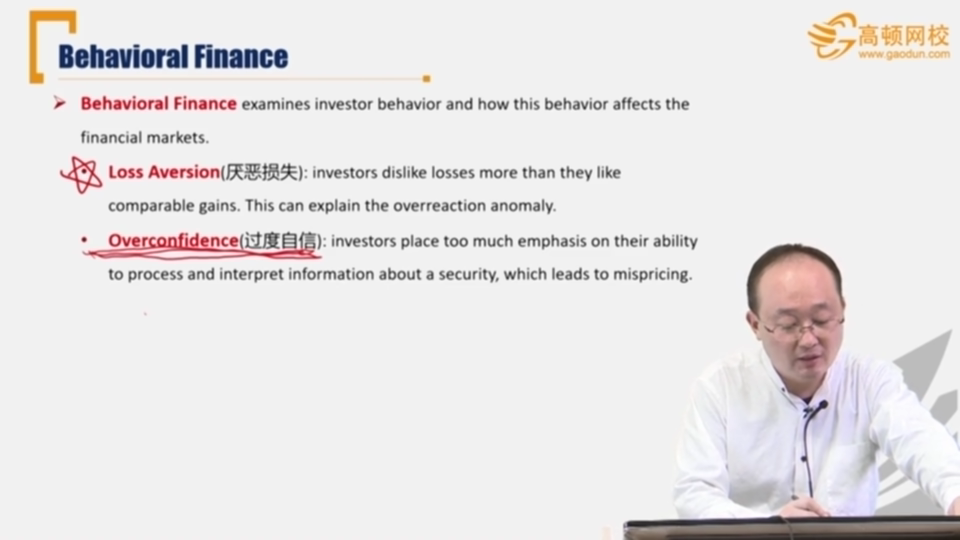 Behavioral Finance
高顿网校
www.gaodun.com
➢ Behavioral Finance examines investor behavior and how this behavior affects the
financial markets.
Loss Aversion(厌恶损失): investors dislike losses more than they like
comparable gains. This can explain the overreaction anomaly.
• Overconfidence(过度自信): investors place too much emphasis on their ability
to process and interpret information about a security, which leads to mispricing.